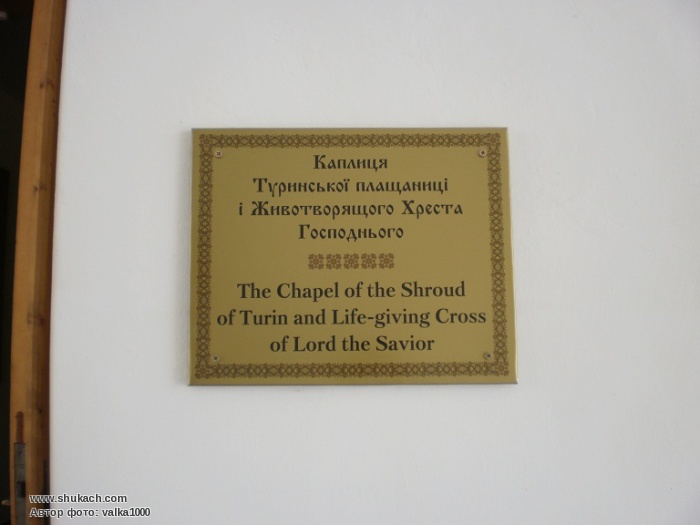 Каплиця
Туринської плащаниці
і Животворящого Хреста
Господнього
The Chapel of the Shroud
of Turin and Life-giving Cross
of Lord the Savior
www.shukach.com
Автор фото: valka1000